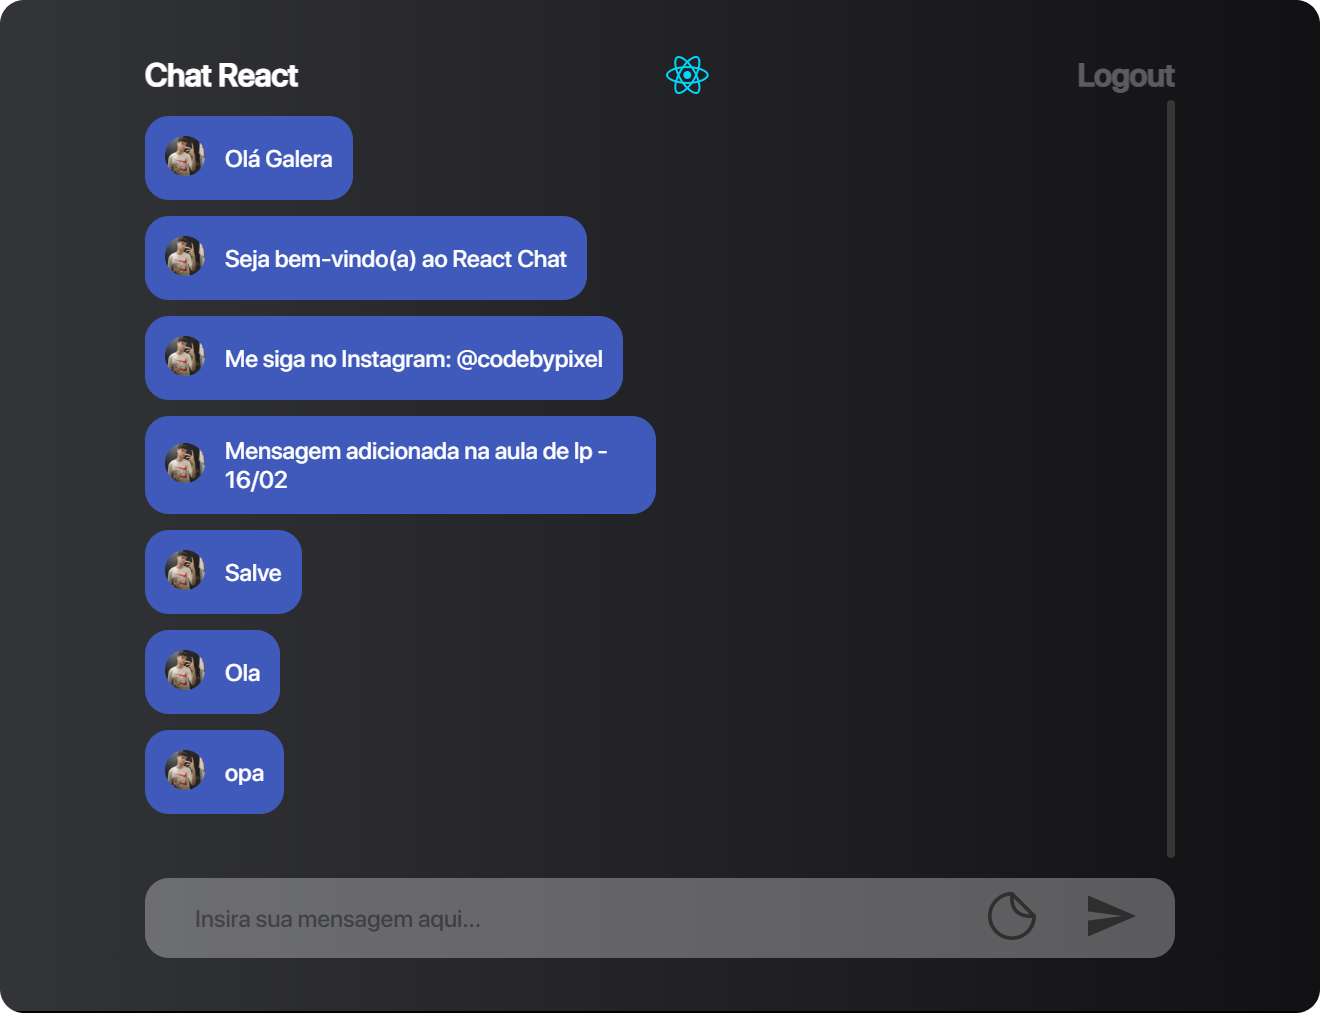 Chat React
Logout
Olá Galera
Seja bem-vindo(a) ao React Chat
Me siga no Instagram: @codebypixel
Mensagem adicionada na aula de lp -
16/02
Salve
Ola
opa
Insira sua mensagem aqui...